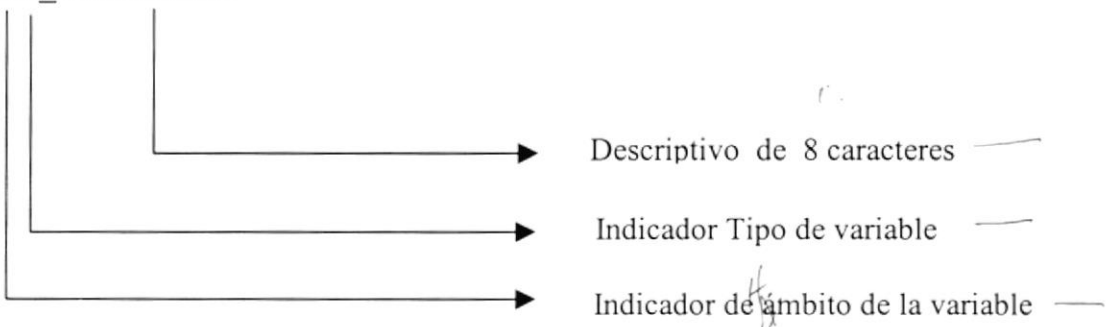 Descriptivo de 8 caracteres
Indicador Tipo de variable
Indicador de ámbito de la variable